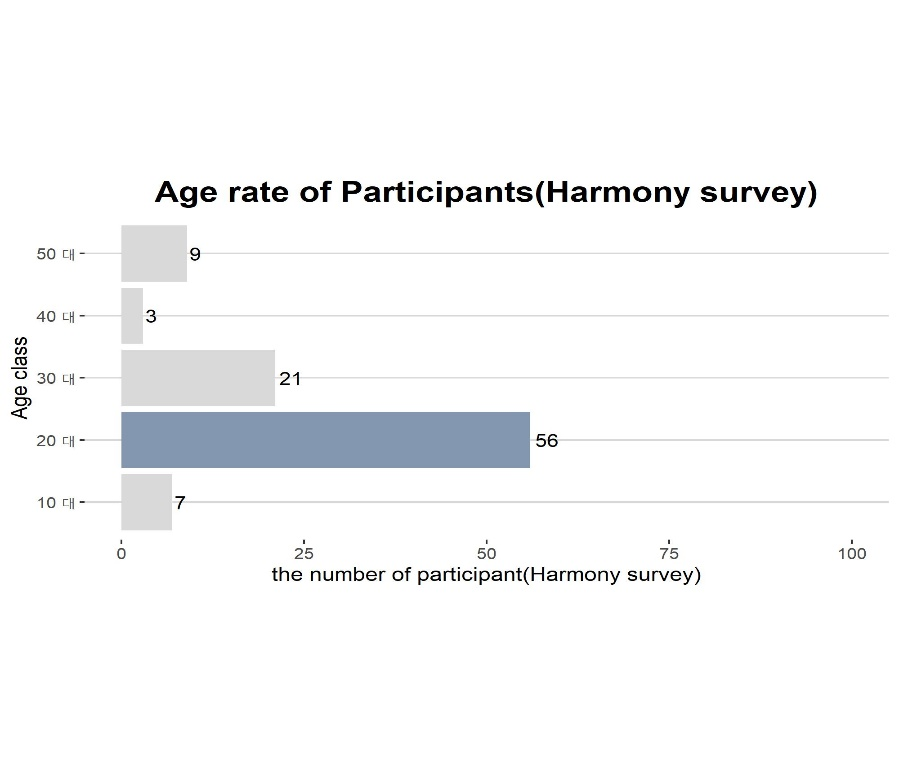 Age rate of Participants(Harmony survey)
50 대
9
40 대
3
30 대
21
20 대
56
10 대
7
Age class
0 25 50 75 100
the number of participant(Harmony survey)